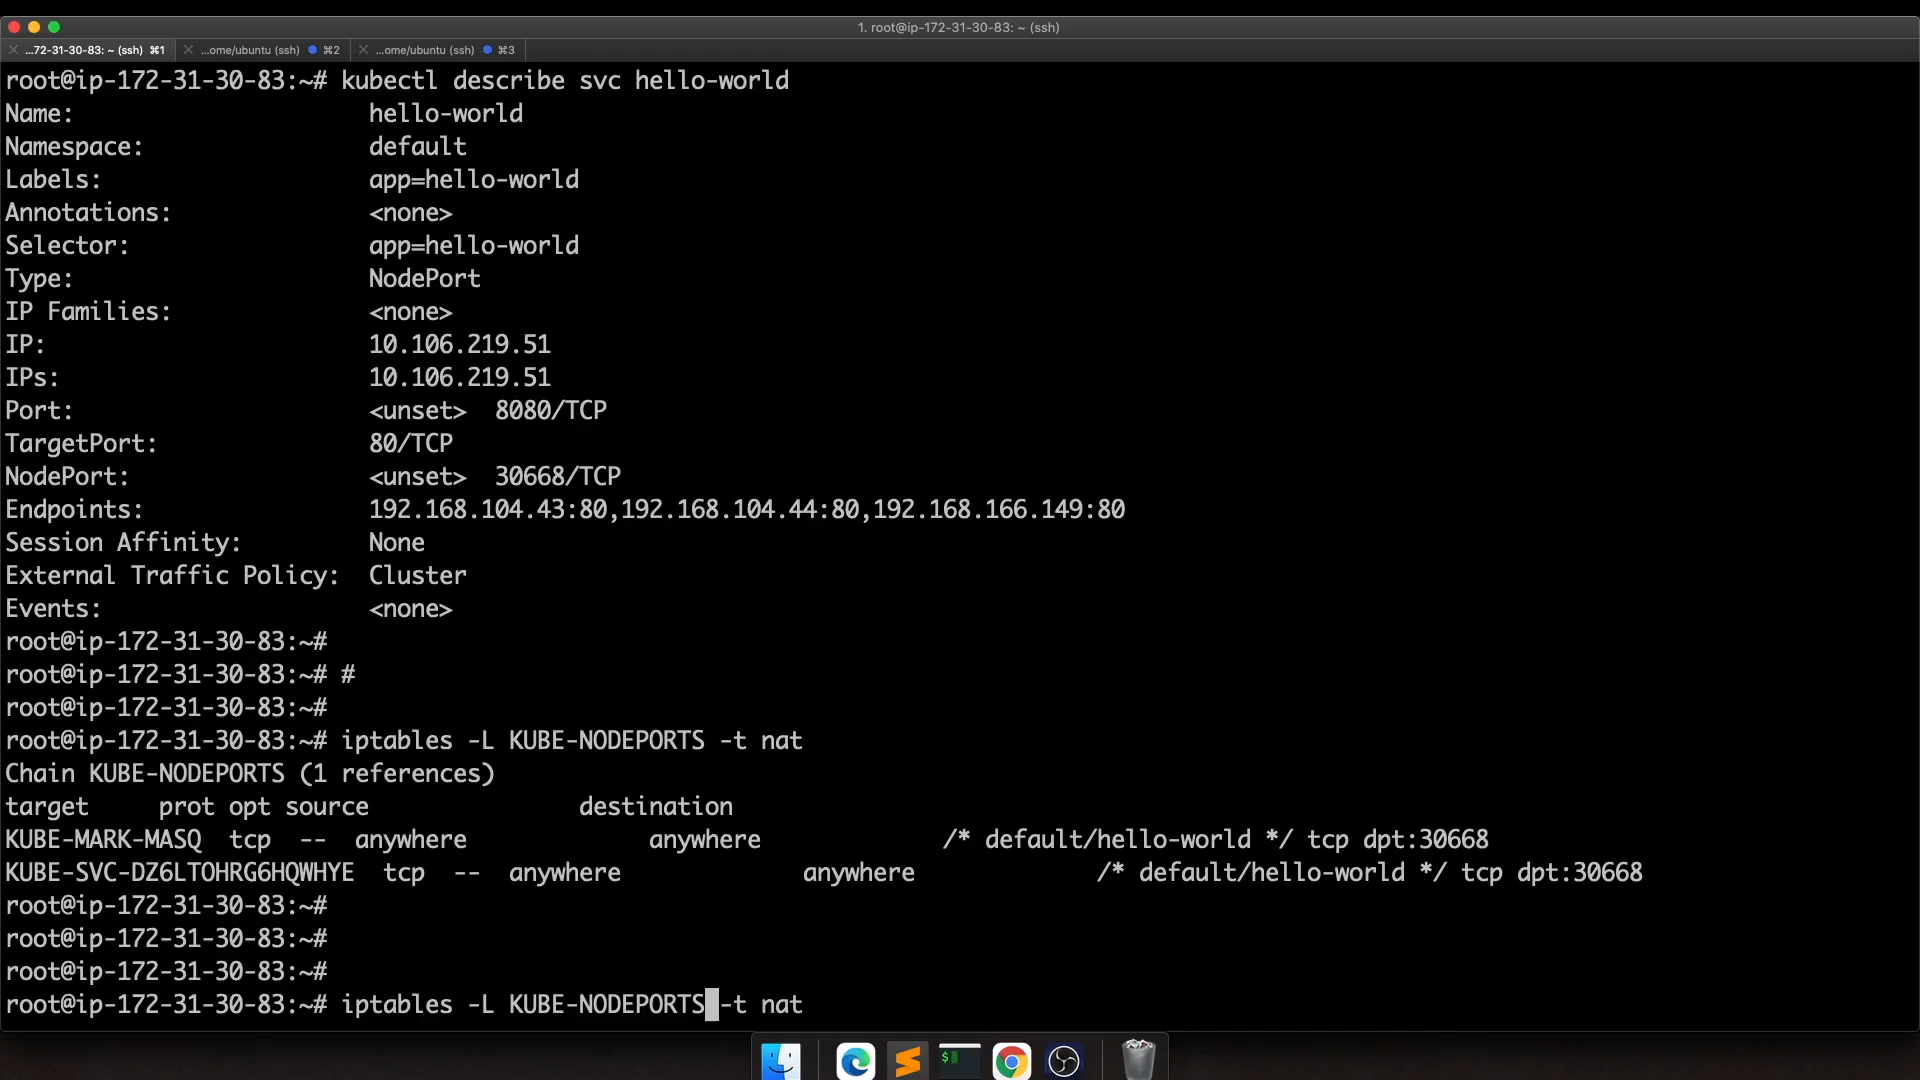 1. root@ip-172-31-30-83: ~ (ssh)
...72-31-30-83: ~ (ssh) ⌘1 ...ome/ubuntu (ssh) ⌘2 ...ome/ubuntu (ssh) ⌘3
root@ip-172-31-30-83:~# kubectl describe svc hello-world
Name: hello-world
Namespace: default
Labels: app=hello-world
Annotations: <none>
Selector: app=hello-world
Type: NodePort
IP Families: <none>
IP: 10.106.219.51
IPs: 10.106.219.51
Port: <unset> 8080/TCP
TargetPort: 80/TCP
NodePort: <unset> 30668/TCP
Endpoints: 192.168.104.43:80,192.168.104.44:80,192.168.166.149:80
Session Affinity: None
External Traffic Policy: Cluster
Events: <none>
root@ip-172-31-30-83:~#
root@ip-172-31-30-83:~# #
root@ip-172-31-30-83:~#
root@ip-172-31-30-83:~# iptables -L KUBE-NODEPORTS -t nat
Chain KUBE-NODEPORTS (1 references)
target prot opt source destination
KUBE-MARK-MASQ tcp -- anywhere anywhere /* default/hello-world */ tcp dpt:30668
KUBE-SVC-DZ6LTOHRG6HQWHYE tcp -- anywhere anywhere /* default/hello-world */ tcp dpt:30668
root@ip-172-31-30-83:~#
root@ip-172-31-30-83:~#
root@ip-172-31-30-83:~#
root@ip-172-31-30-83:~# iptables -L KUBE-NODEPORTS -t nat
$